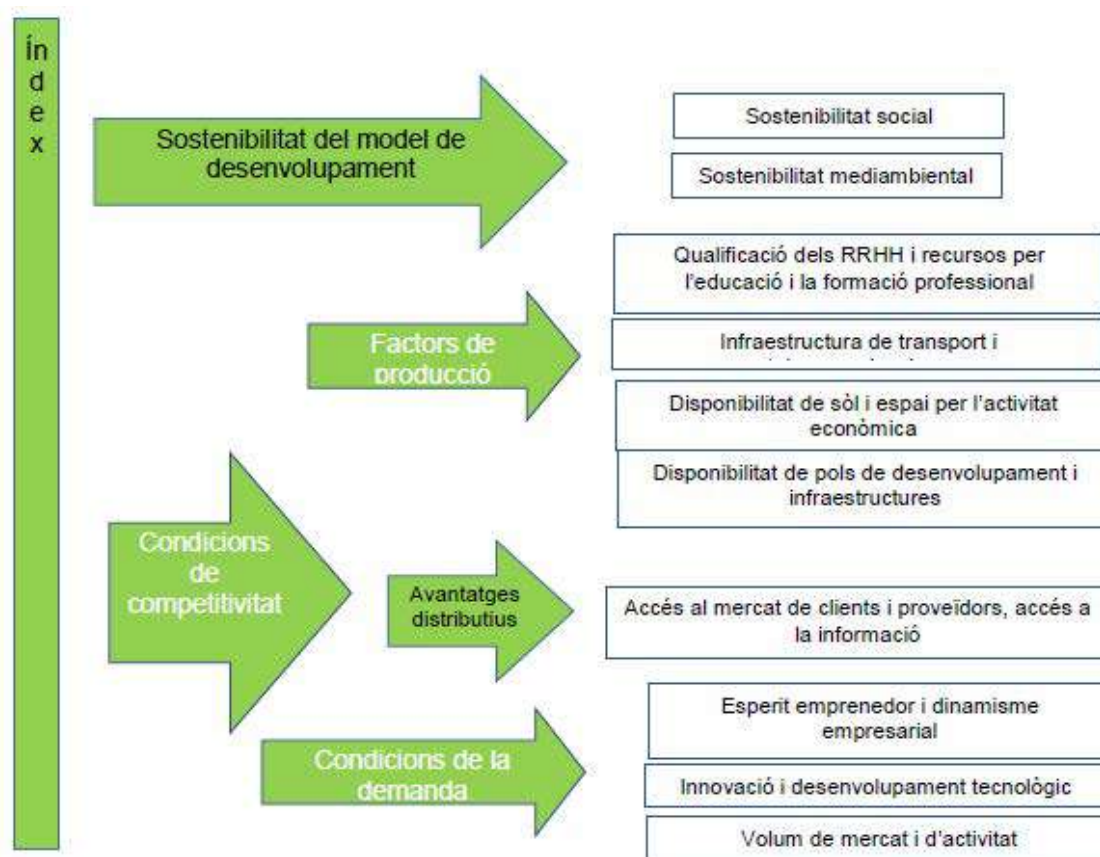 Índex
Sostenibilitat del model de
desenvolupament
Sostenibilitat social
Sostenibilitat mediambiental
Factors de
producció
Qualificació dels RRHH i recursos per
l'educació i la formació professional
Infraestructura de transport i
Disponibilitat de sòl i espai per l'activitat
econòmica
Disponibilitat de pols de desenvolupament i
infraestructures
Condicions
de
competitivitat
Avantatges
distributius
Accés al mercat de clients i proveïdors, accés a
la informació
Condicions de la
demanda
Esperit emprenedor i dinamisme
empresarial
Innovació i desenvolupament tecnològic
Volum de mercat i d'activitat